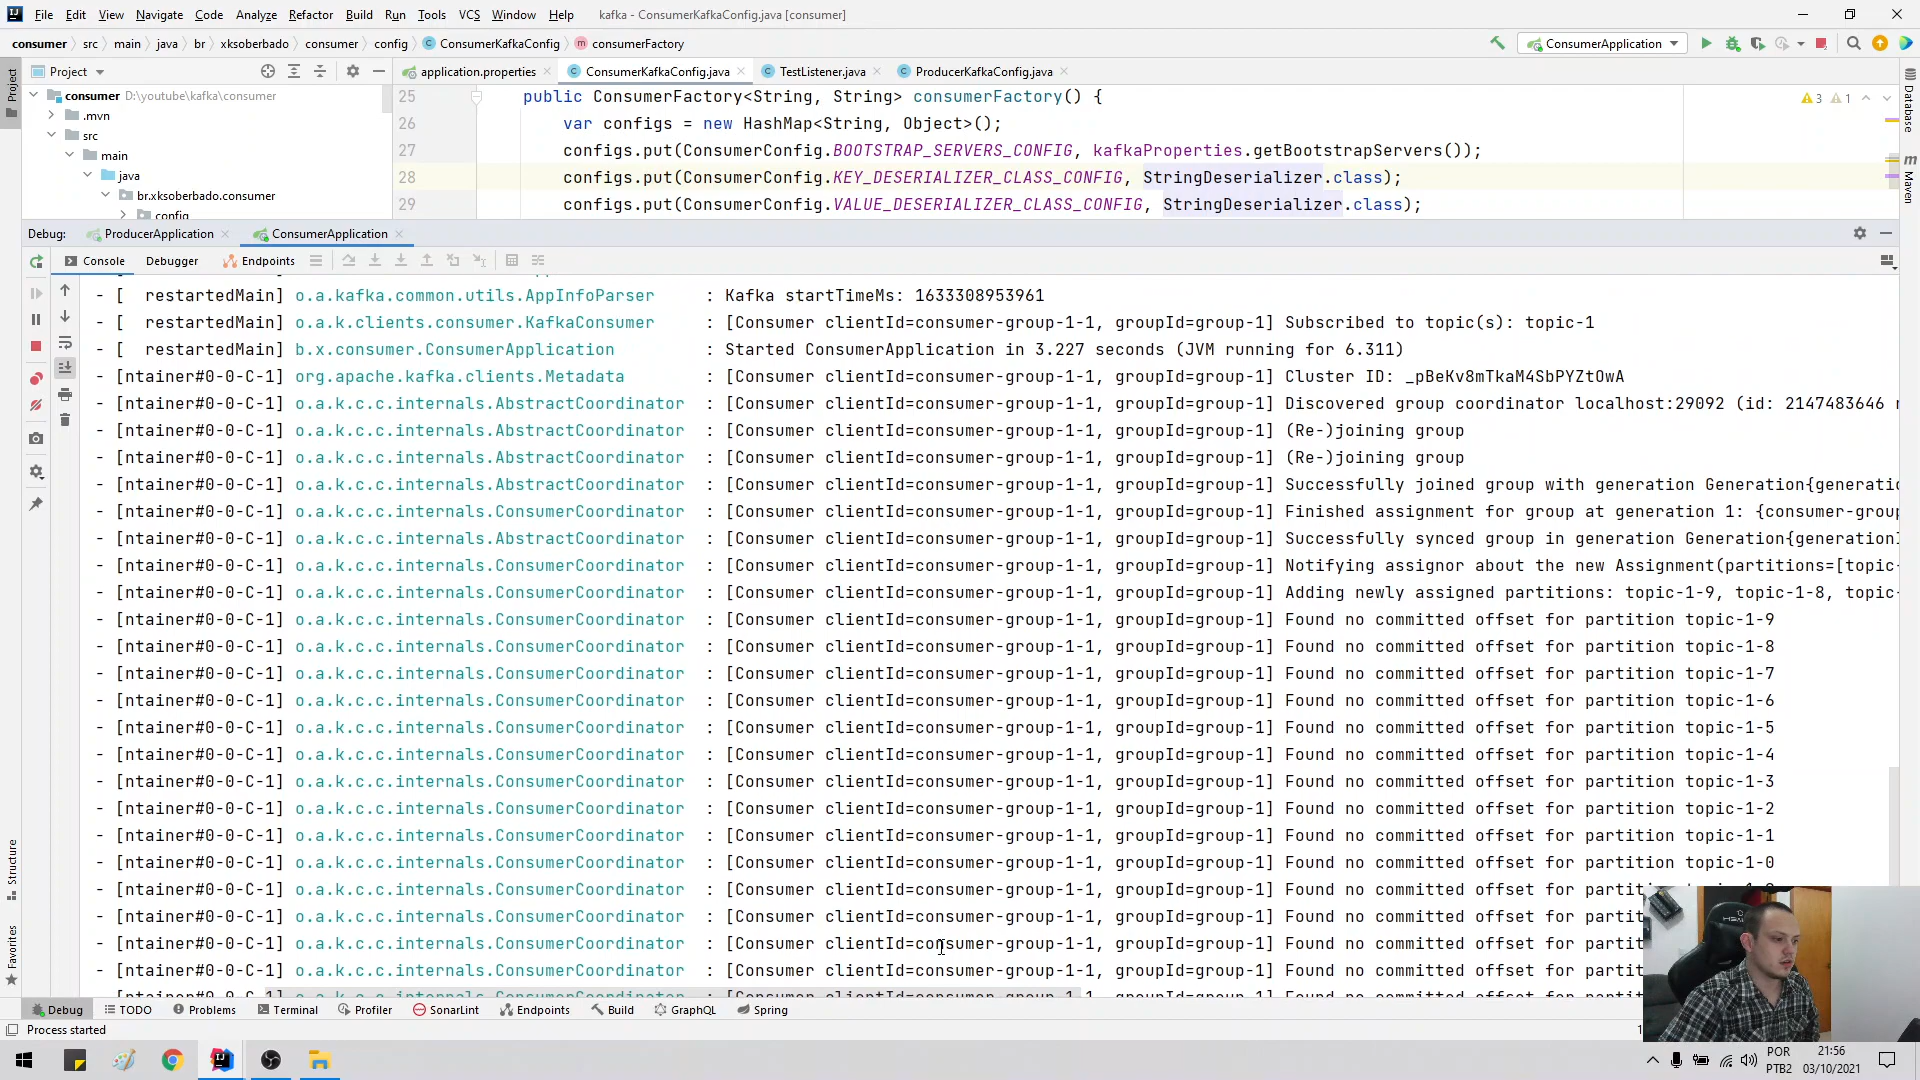 File Edit View Navigate Code Analyze Refactor Build Run Tools VCS Window Help kafka - ConsumerKafkaConfig.java [consumer]
consumer src main java br xksoberbado consumer config ConsumerKafkaConfig consumerFactory ConsumerApplication
Project
application.properties ConsumerKafkaConfig.java TestListener.java ProducerKafkaConfig.java
consumer D:\youtube\kafka\consumer
.mvn
src
main
java
br.xksoberbado.consumer
config
25 public ConsumerFactory<String, String> consumerFactory() {
26 var configs = new HashMap<String, Object>();
27 configs.put(ConsumerConfig.BOOTSTRAP_SERVERS_CONFIG, kafkaProperties.getBootstrapServers());
28 configs.put(ConsumerConfig.KEY_DESERIALIZER_CLASS_CONFIG, StringDeserializer.class);
29 configs.put(ConsumerConfig.VALUE_DESERIALIZER_CLASS_CONFIG, StringDeserializer.class);
3 1
Project
Database
Maven
Structure
Favorites
Debug: ProducerApplication ConsumerApplication
Console Debugger Endpoints
- [  restartedMain] o.a.kafka.common.utils.AppInfoParser : Kafka startTimeMs: 1633308953961
- [  restartedMain] o.a.k.clients.consumer.KafkaConsumer : [Consumer clientId=consumer-group-1-1, groupId=group-1] Subscribed to topic(s): topic-1
- [  restartedMain] b.x.consumer.ConsumerApplication : Started ConsumerApplication in 3.227 seconds (JVM running for 6.311)
- [ntainer#0-0-C-1] org.apache.kafka.clients.Metadata : [Consumer clientId=consumer-group-1-1, groupId=group-1] Cluster ID: _pBeKv8mTkaM4SbPYZtOwA
- [ntainer#0-0-C-1] o.a.k.c.c.internals.AbstractCoordinator : [Consumer clientId=consumer-group-1-1, groupId=group-1] Discovered group coordinator localhost:29092 (id: 2147483646
- [ntainer#0-0-C-1] o.a.k.c.c.internals.AbstractCoordinator : [Consumer clientId=consumer-group-1-1, groupId=group-1] (Re-)joining group
- [ntainer#0-0-C-1] o.a.k.c.c.internals.AbstractCoordinator : [Consumer clientId=consumer-group-1-1, groupId=group-1] (Re-)joining group
- [ntainer#0-0-C-1] o.a.k.c.c.internals.AbstractCoordinator : [Consumer clientId=consumer-group-1-1, groupId=group-1] Successfully joined group with generation Generation{generatio
- [ntainer#0-0-C-1] o.a.k.c.c.internals.ConsumerCoordinator : [Consumer clientId=consumer-group-1-1, groupId=group-1] Finished assignment for group at generation 1: {consumer-group
- [ntainer#0-0-C-1] o.a.k.c.c.internals.AbstractCoordinator : [Consumer clientId=consumer-group-1-1, groupId=group-1] Successfully synced group in generation Generation{generation
- [ntainer#0-0-C-1] o.a.k.c.c.internals.ConsumerCoordinator : [Consumer clientId=consumer-group-1-1, groupId=group-1] Notifying assignor about the new Assignment(partitions=[topic-
- [ntainer#0-0-C-1] o.a.k.c.c.internals.ConsumerCoordinator : [Consumer clientId=consumer-group-1-1, groupId=group-1] Adding newly assigned partitions: topic-1-9, topic-1-8, topic-
- [ntainer#0-0-C-1] o.a.k.c.c.internals.ConsumerCoordinator : [Consumer clientId=consumer-group-1-1, groupId=group-1] Found no committed offset for partition topic-1-9
- [ntainer#0-0-C-1] o.a.k.c.c.internals.ConsumerCoordinator : [Consumer clientId=consumer-group-1-1, groupId=group-1] Found no committed offset for partition topic-1-8
- [ntainer#0-0-C-1] o.a.k.c.c.internals.ConsumerCoordinator : [Consumer clientId=consumer-group-1-1, groupId=group-1] Found no committed offset for partition topic-1-7
- [ntainer#0-0-C-1] o.a.k.c.c.internals.ConsumerCoordinator : [Consumer clientId=consumer-group-1-1, groupId=group-1] Found no committed offset for partition topic-1-6
- [ntainer#0-0-C-1] o.a.k.c.c.internals.ConsumerCoordinator : [Consumer clientId=consumer-group-1-1, groupId=group-1] Found no committed offset for partition topic-1-5
- [ntainer#0-0-C-1] o.a.k.c.c.internals.ConsumerCoordinator : [Consumer clientId=consumer-group-1-1, groupId=group-1] Found no committed offset for partition topic-1-4
- [ntainer#0-0-C-1] o.a.k.c.c.internals.ConsumerCoordinator : [Consumer clientId=consumer-group-1-1, groupId=group-1] Found no committed offset for partition topic-1-3
- [ntainer#0-0-C-1] o.a.k.c.c.internals.ConsumerCoordinator : [Consumer clientId=consumer-group-1-1, groupId=group-1] Found no committed offset for partition topic-1-2
- [ntainer#0-0-C-1] o.a.k.c.c.internals.ConsumerCoordinator : [Consumer clientId=consumer-group-1-1, groupId=group-1] Found no committed offset for partition topic-1-1
- [ntainer#0-0-C-1] o.a.k.c.c.internals.ConsumerCoordinator : [Consumer clientId=consumer-group-1-1, groupId=group-1] Found no committed offset for partition topic-1-0
- [ntainer#0-0-C-1] o.a.k.c.c.internals.ConsumerCoordinator : [Consumer clientId=consumer-group-1-1, groupId=group-1] Found no committed offset for partit
- [ntainer#0-0-C-1] o.a.k.c.c.internals.ConsumerCoordinator : [Consumer clientId=consumer-group-1-1, groupId=group-1] Found no committed offset for partit
- [ntainer#0-0-C-1] o.a.k.c.c.internals.ConsumerCoordinator : [Consumer clientId=consumer-group-1-1, groupId=group-1] Found no committed offset for partit
- [ntainer#0-0-C-1] o.a.k.c.c.internals.ConsumerCoordinator : [Consumer clientId=consumer-group-1-1, groupId=group-1] Found no committed offset for partit
Debug TODO Problems Terminal Profiler SonarLint Endpoints Build GraphQL Spring
Process started
POR
PTB2
21:56
03/10/2021